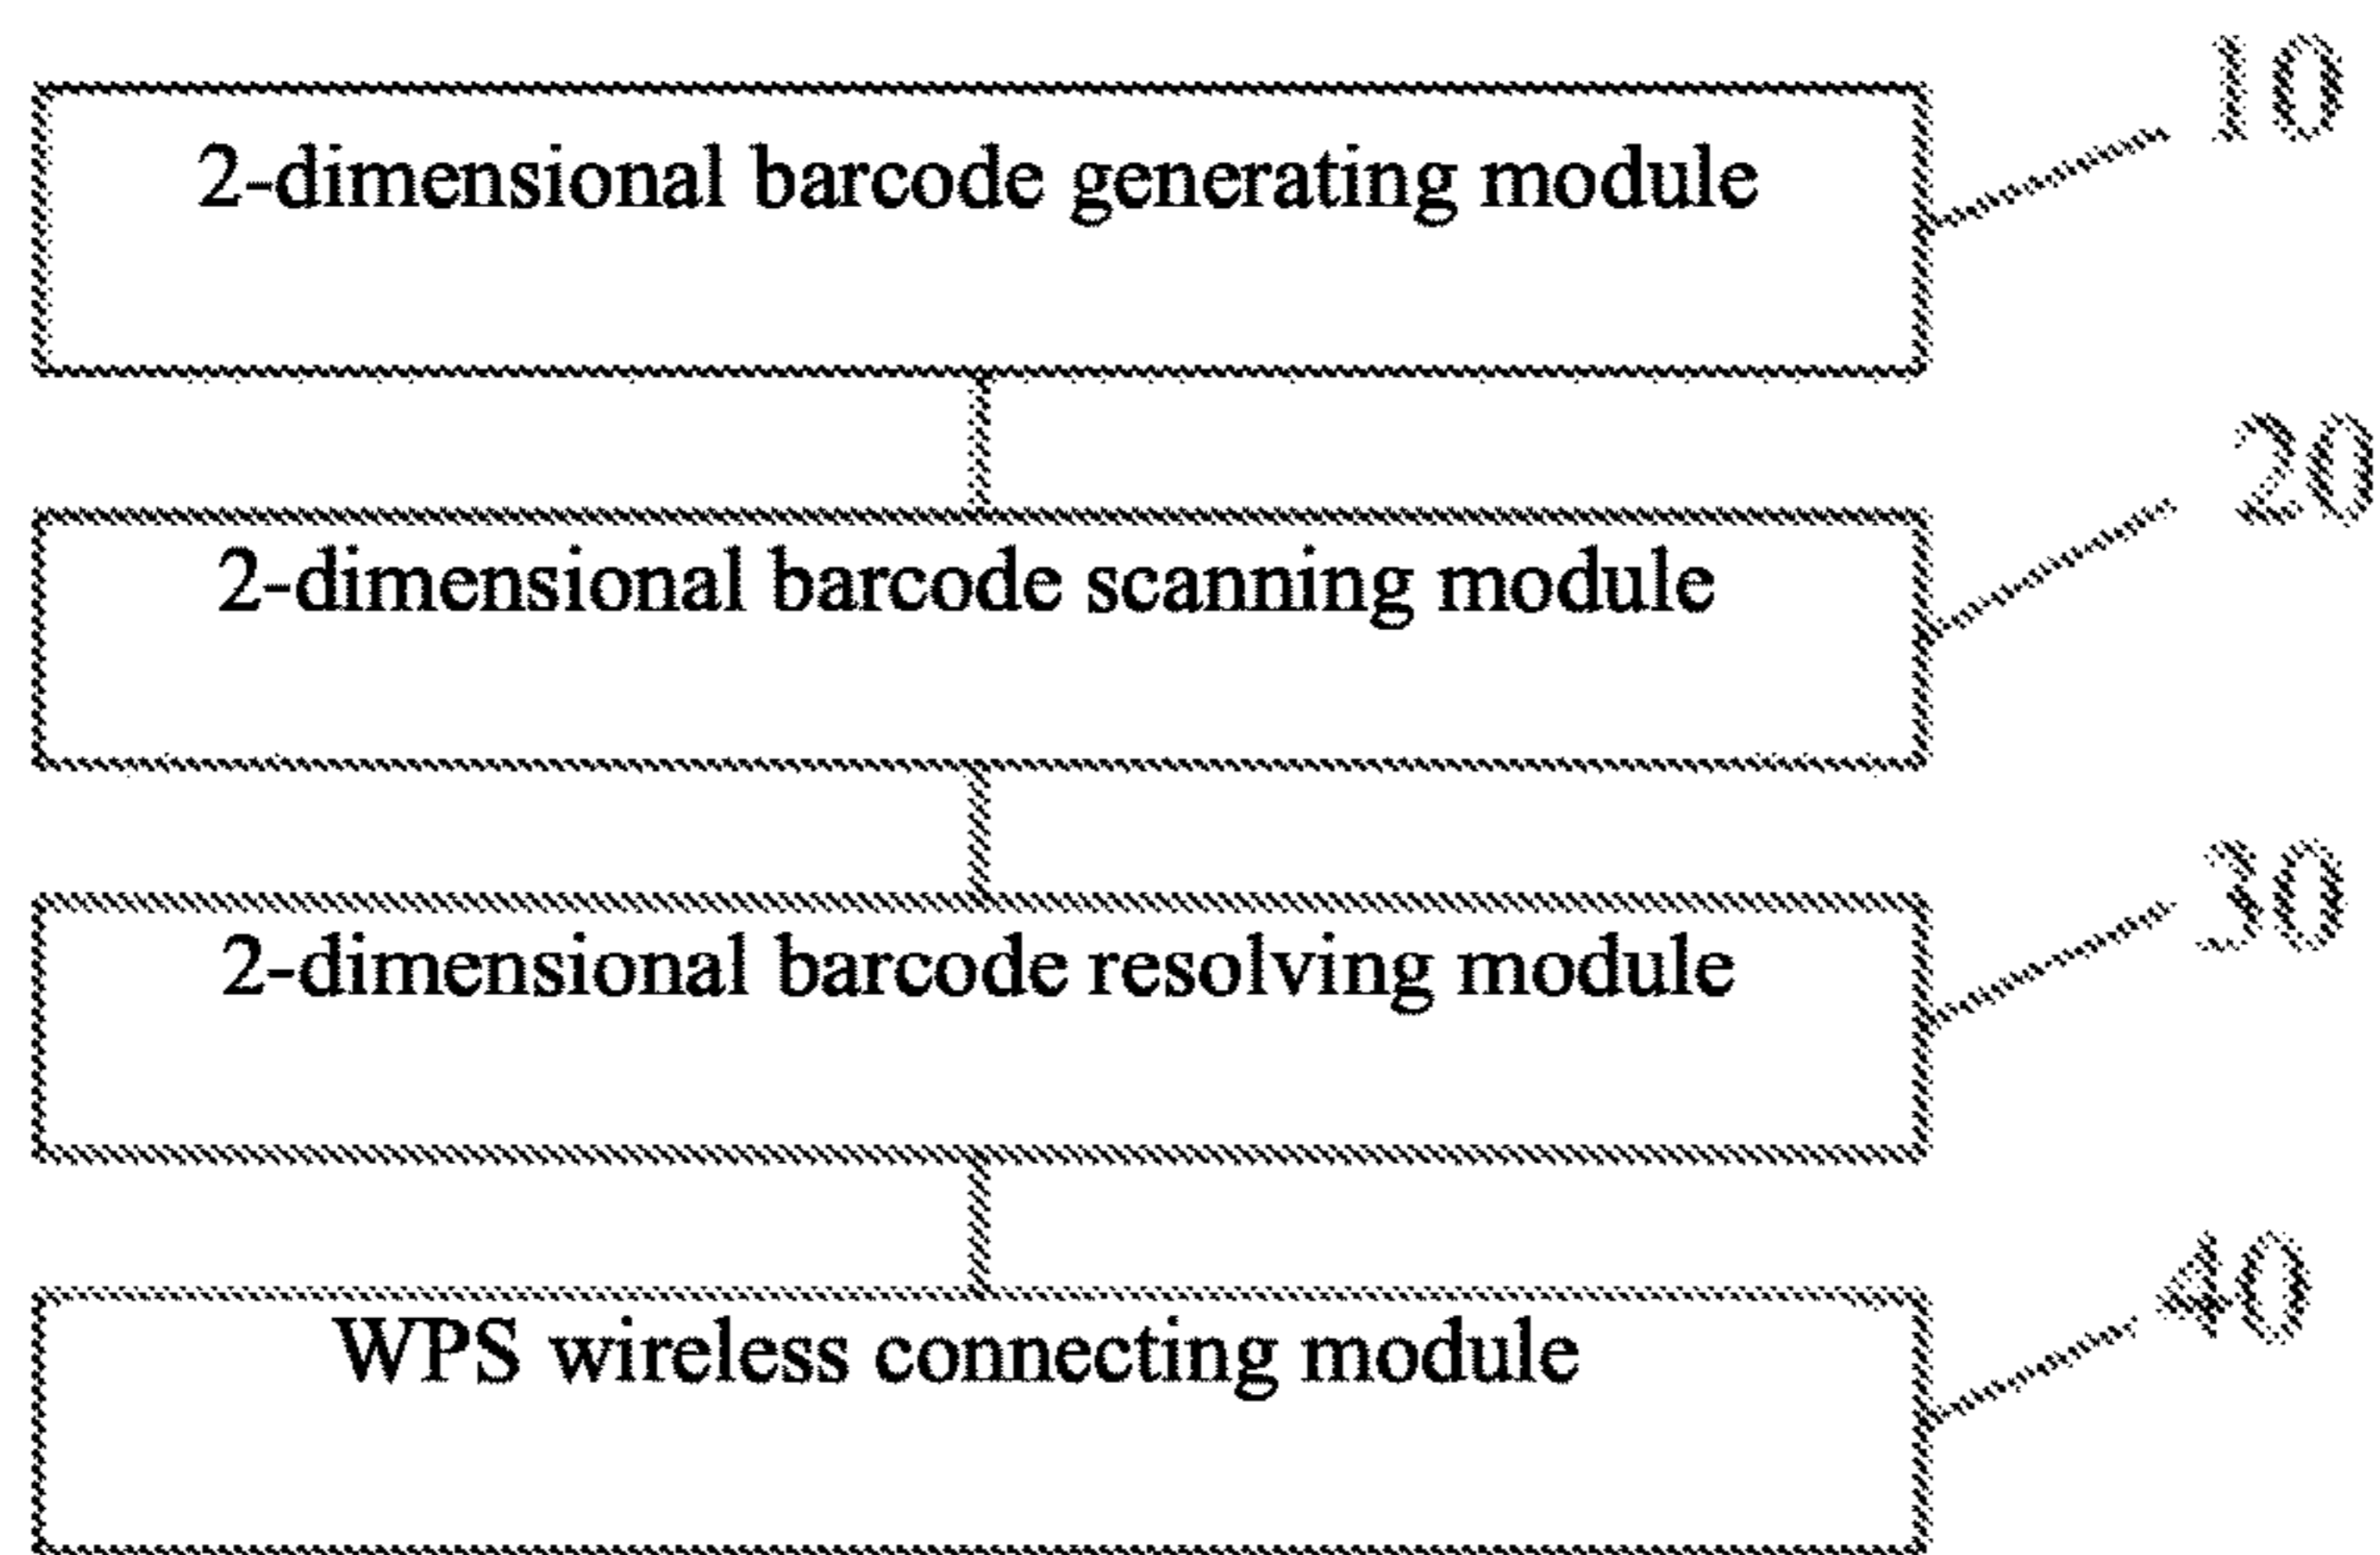 10
2-dimensional barcode generating module
20
2-dimensional barcode scanning module
30
2-dimensional barcode resolving module
40
WPS wireless connecting module